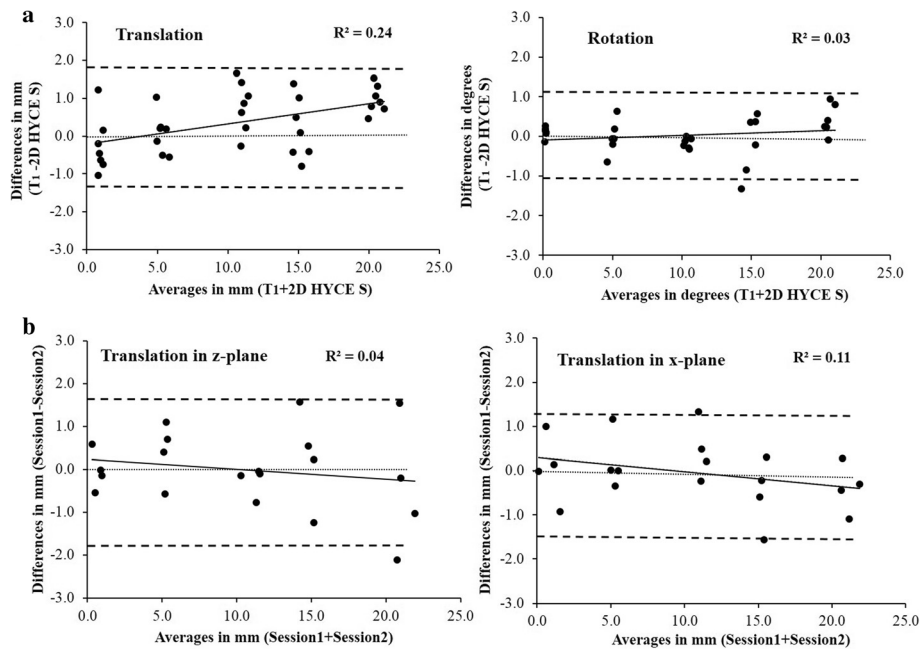 a
Translation
R² = 0.24
3.0
2.0
1.0
0.0
-1.0
-2.0
-3.0
Differences in mm
(T1 -2D HYCE S)
0.0 5.0 10.0 15.0 20.0 25.0
Averages in mm (T1+2D HYCE S)
Rotation
R² = 0.03
3.0
2.0
1.0
0.0
-1.0
-2.0
-3.0
Differences in degrees
(T1 -2D HYCE S)
0.0 5.0 10.0 15.0 20.0 25.0
Averages in degrees (T1+2D HYCE S)
b
Translation in z-plane
R² = 0.04
3.0
2.0
1.0
0.0
-1.0
-2.0
-3.0
Differences in mm (Session1-Session2)
0.0 5.0 10.0 15.0 20.0 25.0
Averages in mm (Session1+Session2)
Translation in x-plane
R² = 0.11
3.0
2.0
1.0
0.0
-1.0
-2.0
-3.0
Differences in mm (Session1-Session2)
0.0 5.0 10.0 15.0 20.0 25.0
Averages in mm (Session1+Session2)